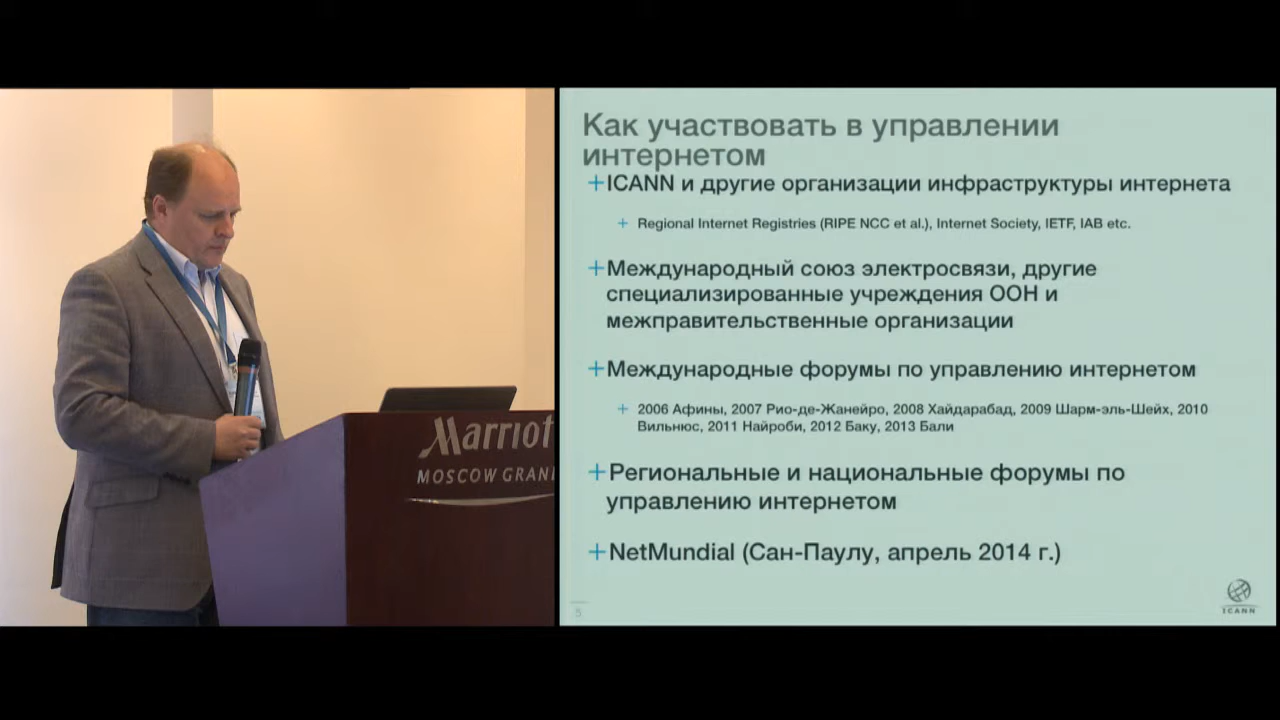 Как участвовать в управлении
интернетом
+ICANN и другие организации инфраструктуры интернета
+ Regional Internet Registries (RIPE NCC et al.), Internet Society, IETF, IAB etc.
+Международный союз электросвязи, другие
специализированные учреждения ООН и
межправительственные организации
+Международные форумы по управлению интернетом
+ 2006 Афины, 2007 Рио-де-Жанейро, 2008 Хайдарабад, 2009 Шарм-эль-Шейх, 2010
Вильнюс, 2011 Найроби, 2012 Баку, 2013 Бали
+Региональные и национальные форумы по
управлению интернетом
+NetMundial (Сан-Паулу, апрель 2014 г.)
5
ICANN
Marriot
MOSCOW GRAN